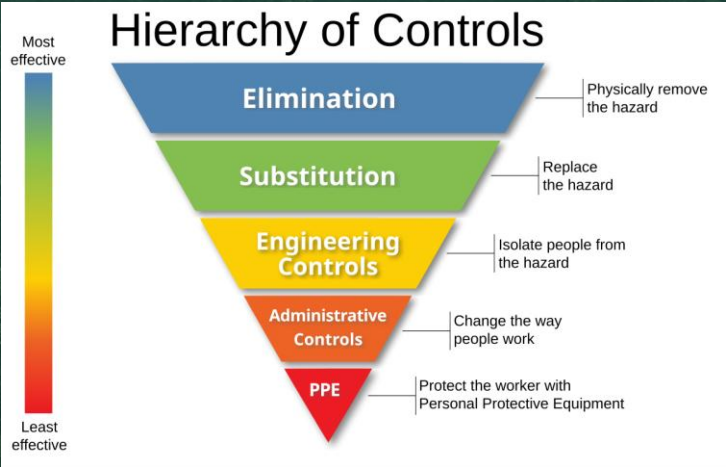 Hierarchy of Controls
Most
effective
Elimination
Physically remove
the hazard
Substitution
Replace
the hazard
Engineering
Controls
Isolate people from
the hazard
Administrative
Controls
Change the way
people work
PPE
Protect the worker with
Personal Protective Equipment
Least
effective